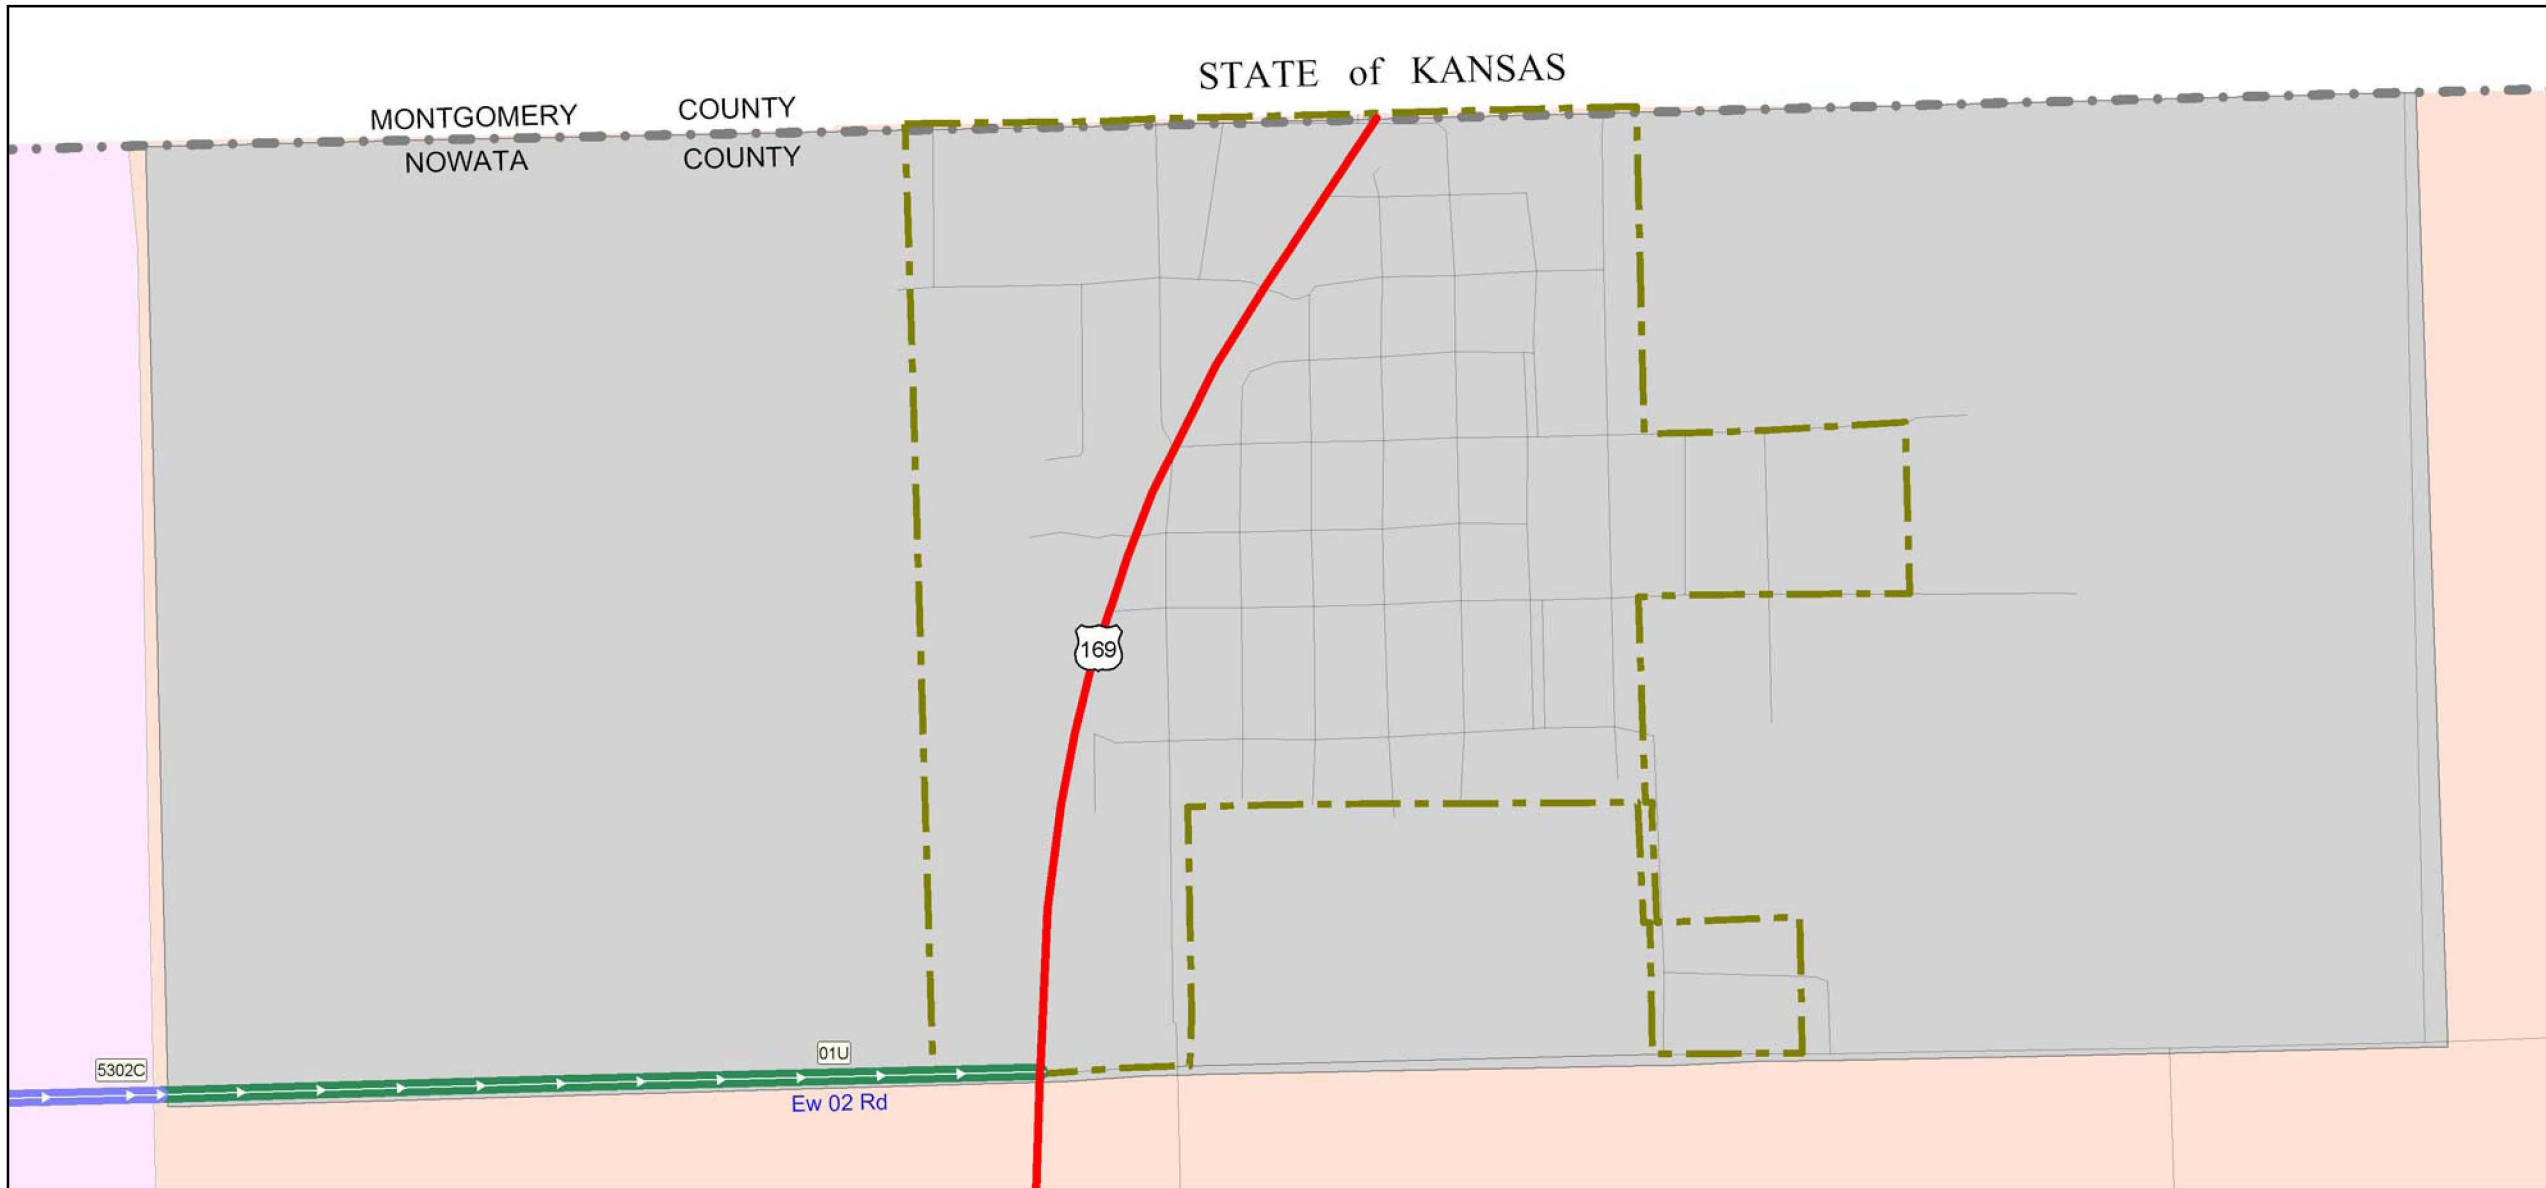 STATE of KANSAS
MONTGOMERY COUNTY
NOWATA COUNTY
169
01U
5302C
Ew 02 Rd